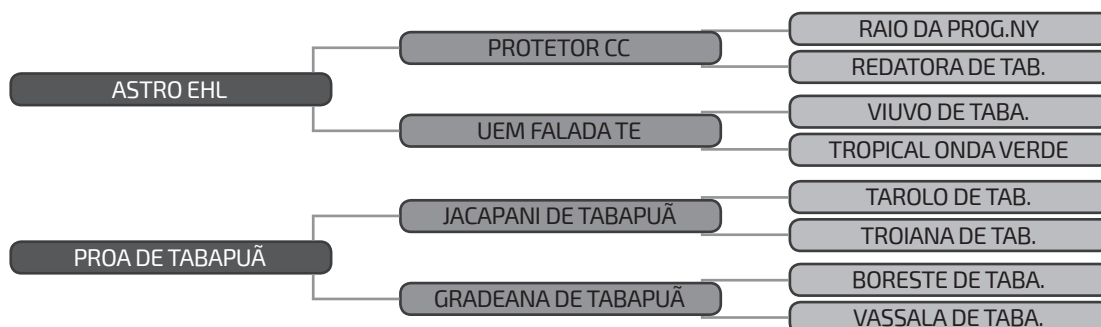 RAIO DA PROG.NY
PROTETOR CC
REDATORA DE TAB.
ASTRO EHL
VIUVO DE TABA.
UEM FALADA TE
TROPICAL ONDA VERDE
TAROLO DE TAB.
JACAPANI DE TABAPUÃ
TROIANA DE TAB.
PROA DE TABAPUÃ
BORESTE DE TABA.
GRADEANA DE TABAPUÃ
VASSALA DE TABA.